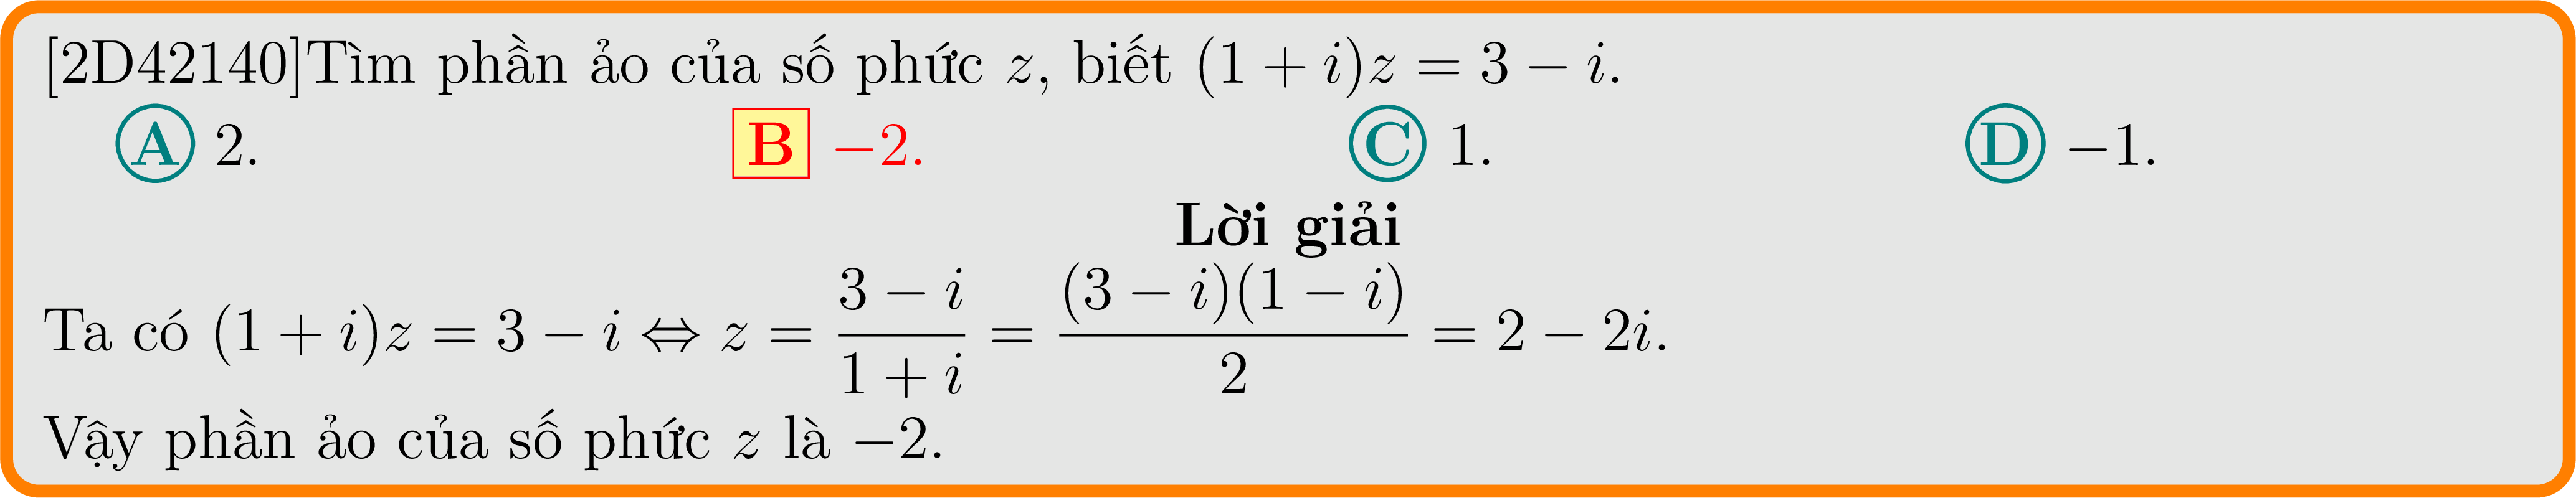 [2D42140]Tìm phần ảo của số phức z, biết (1 + i)z = 3 − i.
A 2. B −2. C 1. D −1.
Lời giải
Ta có (1 + i)z = 3 − i ⇔ z = \frac{3 − i}{1 + i} = \frac{(3 − i)(1 − i)}{2} = 2 − 2i.
Vậy phần ảo của số phức z là −2.